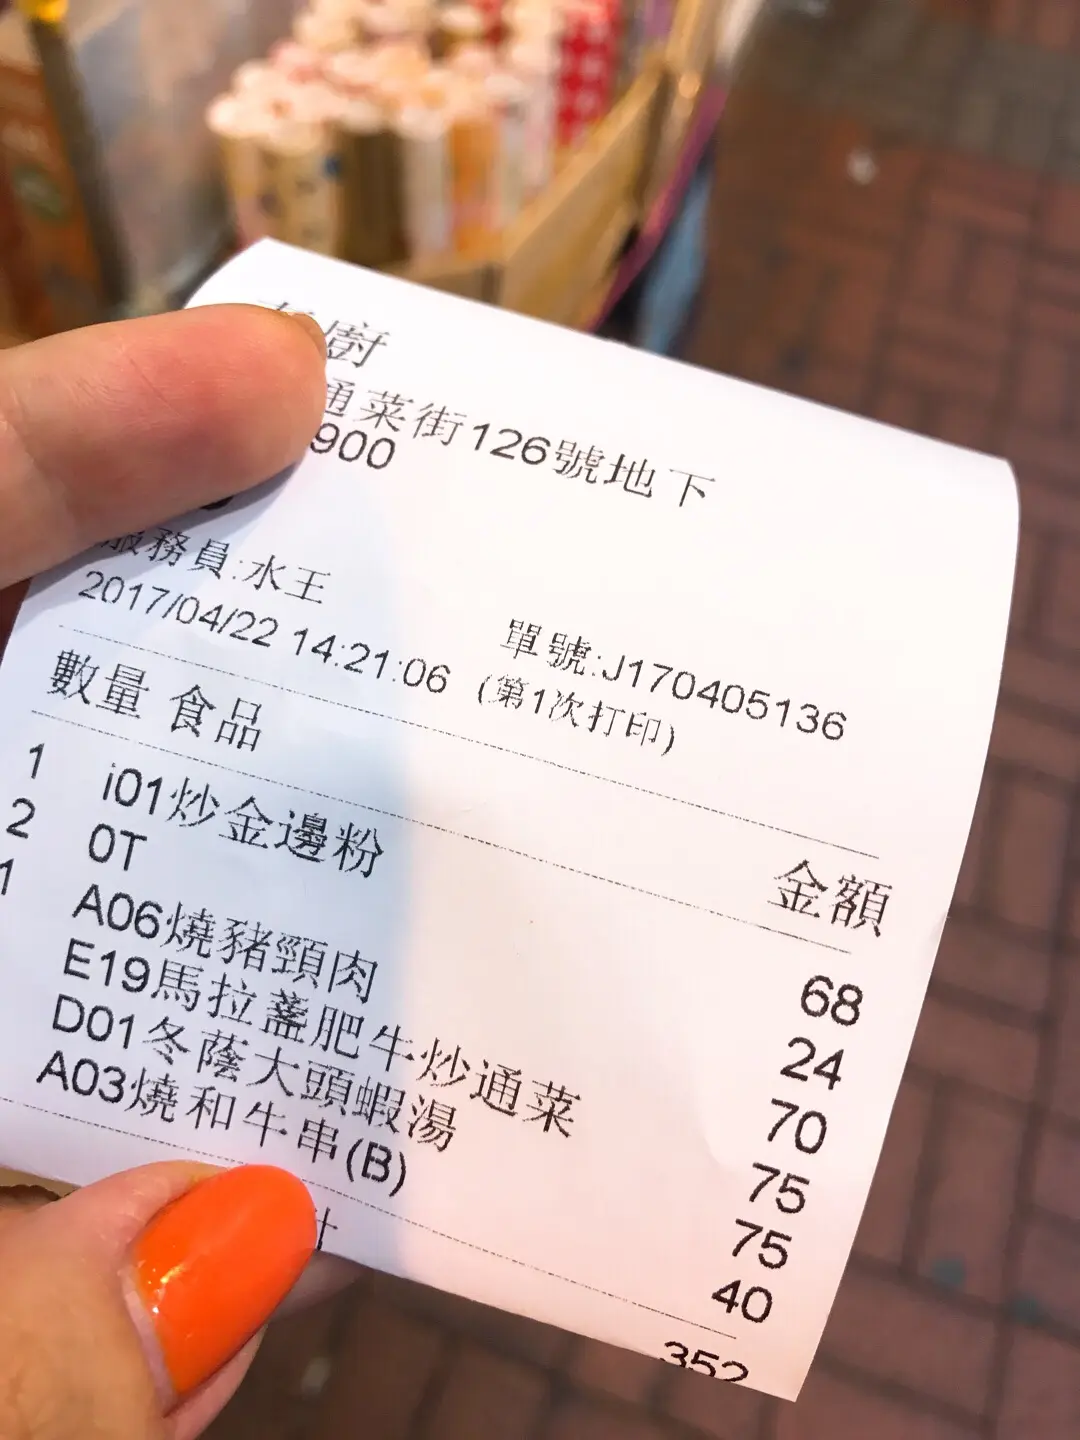 廚
通菜街126號地下
900
服務員:水王
單號:J170405136
2017/04/22 14:21:06 (第1次打印)
數量 食品 金額
1 i01炒金邊粉 68
2 0T 24
1 A06燒豬頸肉 70
E19馬拉盞肥牛炒通菜 75
D01冬蔭大頭蝦湯 75
A03燒和牛串(B) 40
352